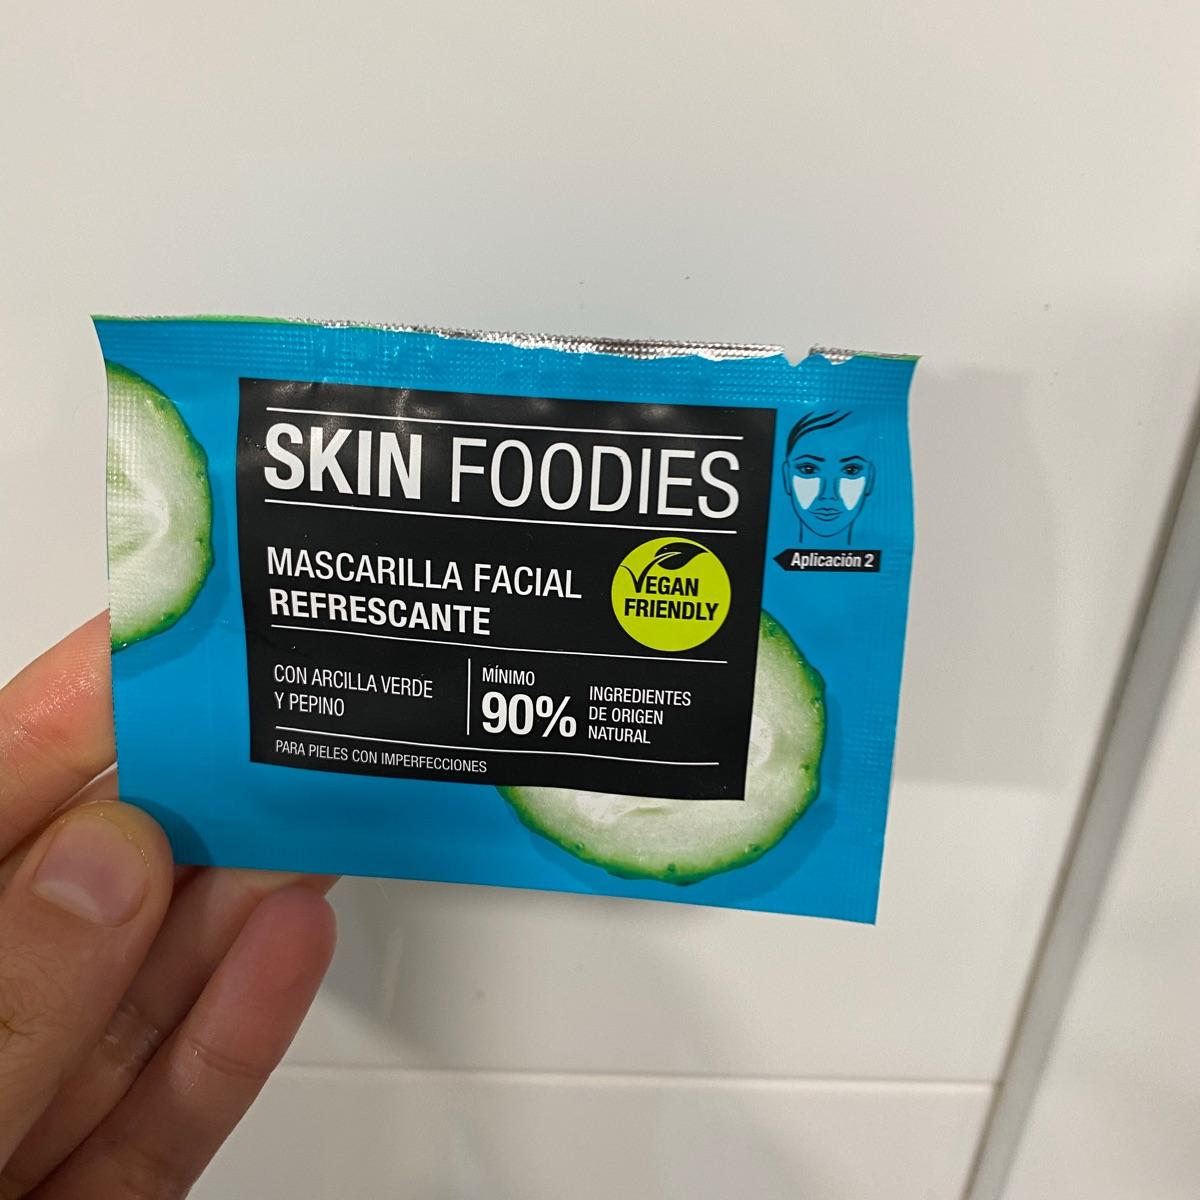 SKIN FOODIES
MASCARILLA FACIAL
REFRESCANTE
VEGAN
FRIENDLY
CON ARCILLA VERDE
Y PEPINO
MÍNIMO
90%
INGREDIENTES
DE ORIGEN
NATURAL
PARA PIELES CON IMPERFECCIONES
Aplicación 2